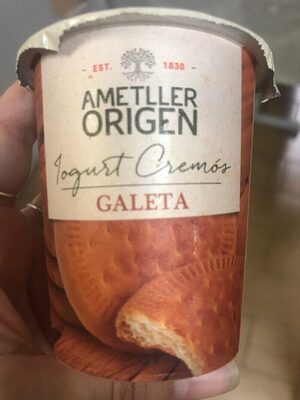 - EST. 1830 -
AMETLLER
ORIGEN
Iogurt Cremós
GALETA